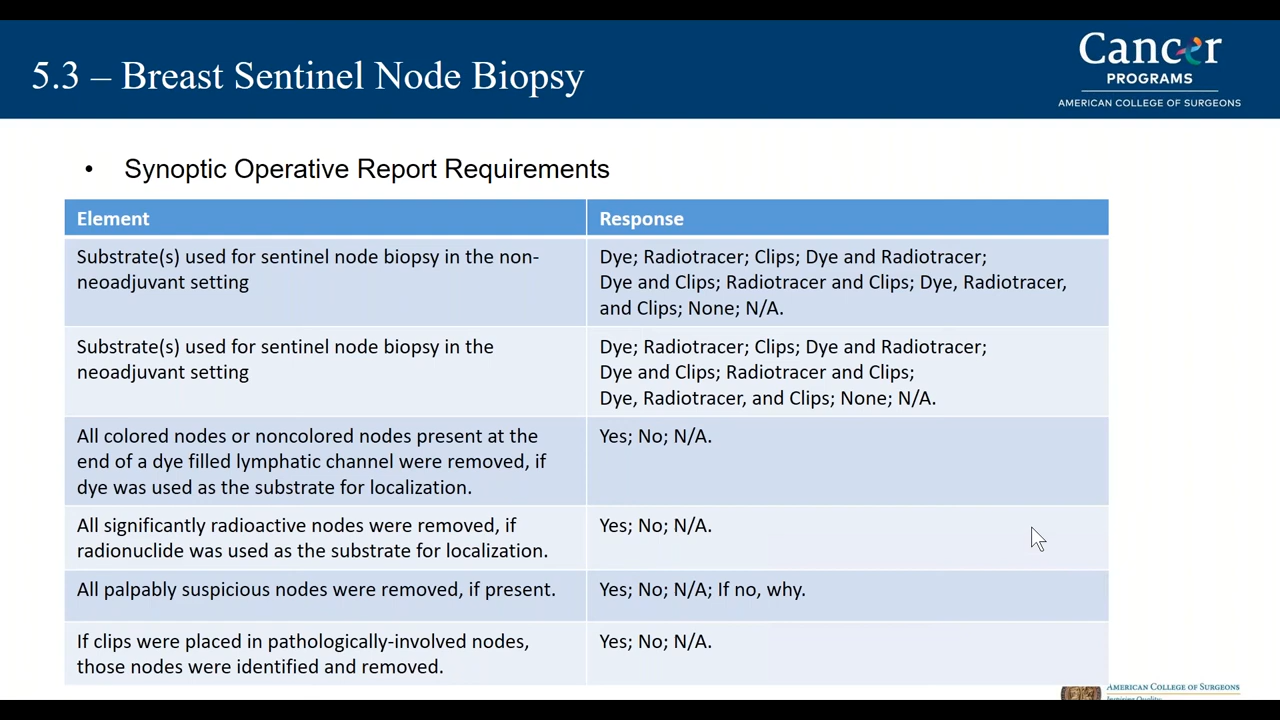 5.3 – Breast Sentinel Node Biopsy
Cancer
PROGRAMS
AMERICAN COLLEGE OF SURGEONS
• Synoptic Operative Report Requirements
Element
Response
Substrate(s) used for sentinel node biopsy in the non-
neoadjuvant setting
Dye; Radiotracer; Clips; Dye and Radiotracer;
Dye and Clips; Radiotracer and Clips; Dye, Radiotracer,
and Clips; None; N/A.
Substrate(s) used for sentinel node biopsy in the
neoadjuvant setting
Dye; Radiotracer; Clips; Dye and Radiotracer;
Dye and Clips; Radiotracer and Clips;
Dye, Radiotracer, and Clips; None; N/A.
All colored nodes or noncolored nodes present at the
end of a dye filled lymphatic channel were removed, if
dye was used as the substrate for localization.
Yes; No; N/A.
All significantly radioactive nodes were removed, if
radionuclide was used as the substrate for localization.
Yes; No; N/A.
All palpably suspicious nodes were removed, if present.
Yes; No; N/A; If no, why.
If clips were placed in pathologically-involved nodes,
those nodes were identified and removed.
Yes; No; N/A.
AMERICAN COLLEGE OF SURGEONS